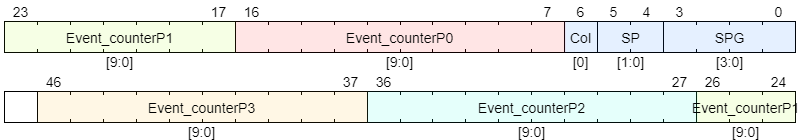 23 17 16 7 6 5 4 3 0
Event_counterP1 Event_counterP0 Col SP SPG
[9:0] [9:0] [0] [1:0] [3:0]
46 37 36 27 26 24
Event_counterP3 Event_counterP2 Event_counterP1
[9:0] [9:0] [9:0]